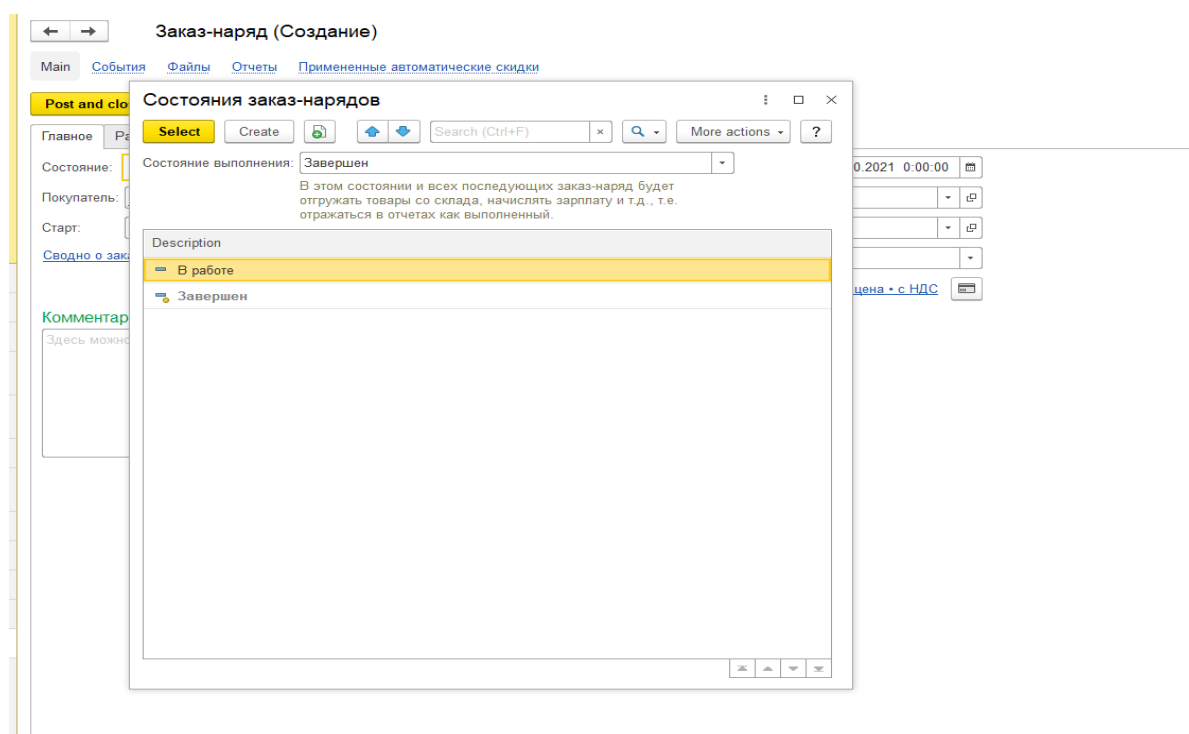 Заказ-наряд (Создание)
Main События Файлы Отчеты Примененные автоматические скидки
Post and clo
Состояния заказ-нарядов
Главное
Select Create Search (Ctrl+F) × More actions ?
Состояние:
Состояние выполнения: Завершен
0.2021 0:00:00
В этом состоянии и всех последующих заказ-наряд будет
отгружать товары со склада, начислять зарплату и т.д., т.е.
отражаться в отчетах как выполненный.
Покупатель:
Старт:
Description
Сводно о зак
В работе
цена • с НДС
Завершен
Комментар
Здесь можно